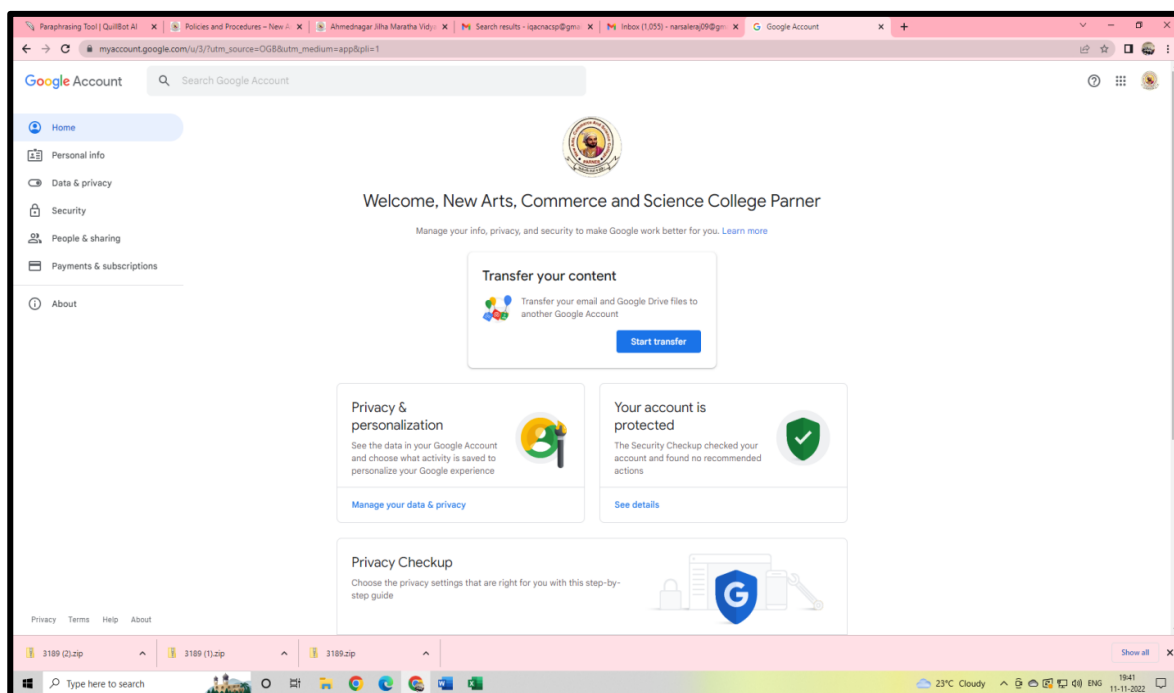 Paraphrasing Tool | QuillBot AI
Policies and Procedures – New A
Ahmednagar Jilha Maratha Vidy
Search results - iqacnacsp@gma
Inbox (1,055) - narsaleraj09@gm
Google Account
myaccount.google.com/u/3/?utm_source=OGB&utm_medium=app&pli=1
Google Account
Search Google Account
Home
Personal info
Data & privacy
Security
People & sharing
Payments & subscriptions
About
Welcome, New Arts, Commerce and Science College Parner
Manage your info, privacy, and security to make Google work better for you. Learn more
Transfer your content
Transfer your email and Google Drive files to
another Google Account
Start transfer
Privacy &
personalization
See the data in your Google Account
and choose what activity is saved to
personalize your Google experience
Manage your data & privacy
Your account is
protected
The Security Checkup checked your
account and found no recommended
actions
See details
Privacy Checkup
Choose the privacy settings that are right for you with this step-by-
step guide
G
Privacy Terms Help About
3189 (2).zip
3189 (1).zip
3189.zip
Show all
Type here to search
23°C Cloudy
ENG
19:41
11-11-2022